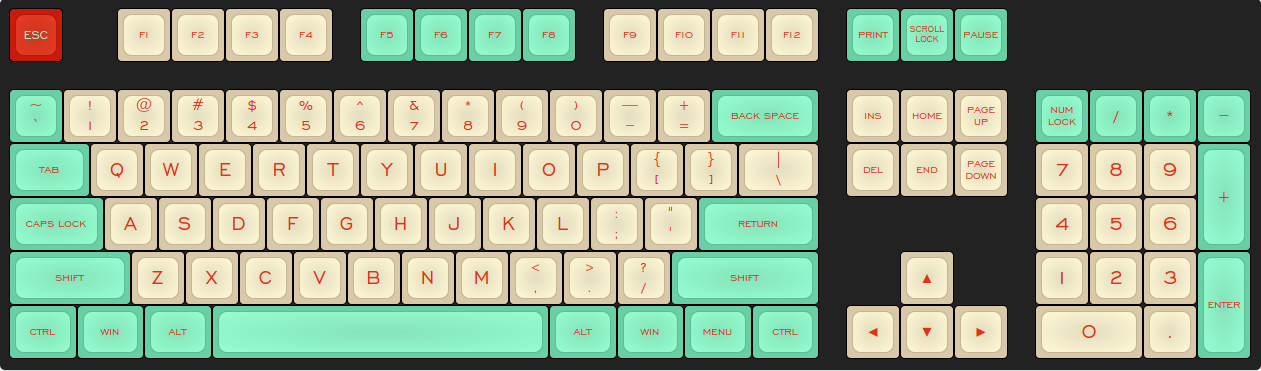 ESC F1 F2 F3 F4 F5 F6 F7 F8 F9 F10 F11 F12 PRINT SCROLL LOCK PAUSE
~ ! @ # $ % ^ & * ( ) — +
` 1 2 3 4 5 6 7 8 9 0 - = BACK SPACE INS HOME PAGE UP NUM LOCK / * −
TAB Q W E R T Y U I O P { [ } ] | \ DEL END PAGE DOWN 7 8 9 +
CAPS LOCK A S D F G H J K L : ; " ' RETURN 4 5 6
SHIFT Z X C V B N M < , > . ? / SHIFT ▲ 1 2 3 ENTER
CTRL WIN ALT ALT WIN MENU CTRL ◄ ▼ ► 0 .